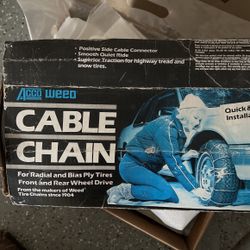 • Positive Side Cable Connector
• Smooth Quiet Ride
• Superior Traction for highway tread and
snow tires.
ACCO WEED
CABLE
CHAIN
Quick &
Installa
For Radial and Bias Ply Tires
Front and Rear Wheel Drive
From the makers of Weed
Tire Chains since 1904